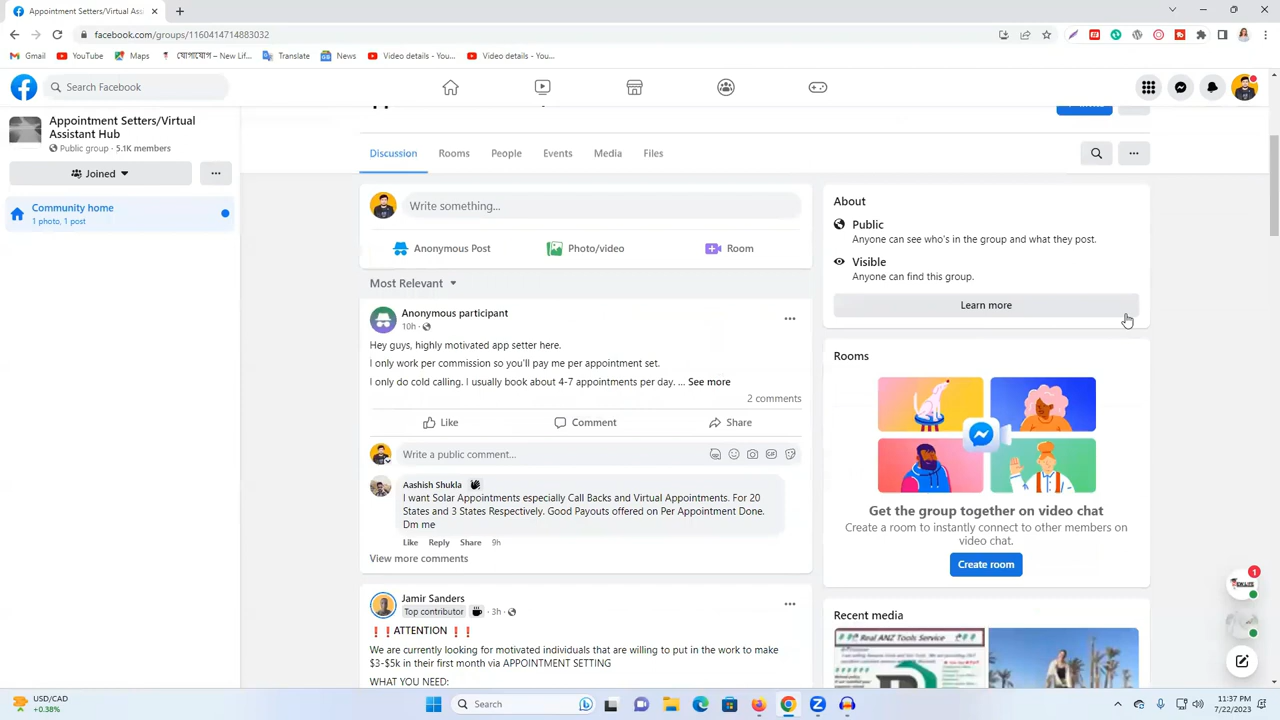 Appointment Setters/Virtual Assis
facebook.com/groups/1160414714883032
Gmail
YouTube
Maps
যোগাযোগ – New Life...
Translate
News
Video details - You...
Video details - You...
Search Facebook
Appointment Setters/Virtual
Assistant Hub
Public group · 5.1K members
Joined
Community home
1 photo, 1 post
Discussion
Rooms
People
Events
Media
Files
Write something...
Anonymous Post
Photo/video
Room
Most Relevant
Anonymous participant
10h ·
Hey guys, highly motivated app setter here.
I only work per commission so you'll pay me per appointment set.
I only do cold calling. I usually book about 4-7 appointments per day. ... See more
2 comments
Like
Comment
Share
Write a public comment...
Aashish Shukla
I want Solar Appointments especially Call Backs and Virtual Appointments. For 20
States and 3 States Respectively. Good Payouts offered on Per Appointment Done.
Dm me
Like Reply Share 9h
View more comments
Jamir Sanders
Top contributor · 3h ·
❗❗ATTENTION ❗❗
We are currently looking for motivated individuals that are willing to put in the work to make
$3-$5k in their first month via APPOINTMENT SETTING
WHAT YOU NEED:
About
Public
Anyone can see who's in the group and what they post.
Visible
Anyone can find this group.
Learn more
Rooms
Get the group together on video chat
Create a room to instantly connect to other members on
video chat.
Create room
Recent media
Real ANZ Tools Service
1
USD/CAD
+0.38%
Search
11:37 PM
7/22/2023